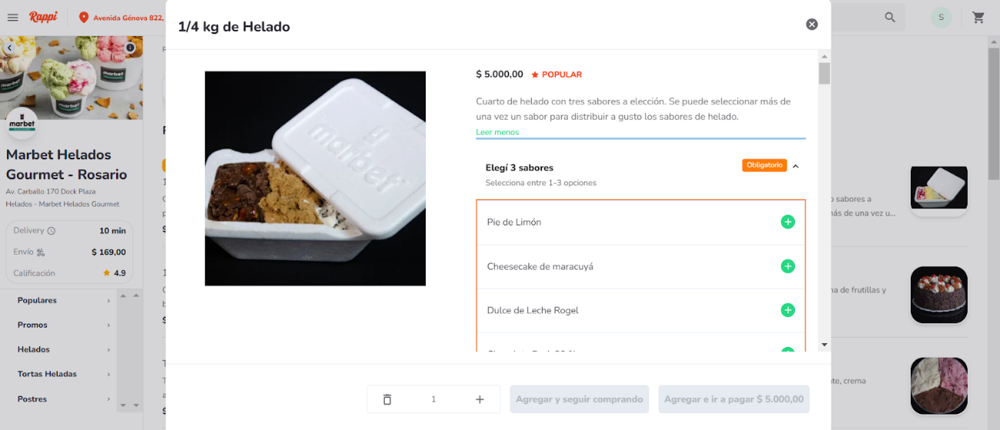 Rappi
Avenida Génova 822,
S
marbet
Marbet Helados
Gourmet - Rosario
Av. Carballo 170 Dock Plaza
Helados - Marbet Helados Gourmet
Delivery 10 min
Envío $ 169,00
Calificación 4.9
Populares
Promos
Helados
Tortas Heladas
Postres
1/4 kg de Helado
marbet
$ 5.000,00 POPULAR
Cuarto de helado con tres sabores a elección. Se puede seleccionar más de
una vez un sabor para distribuir a gusto los sabores de helado.
Leer menos
Elegí 3 sabores
Obligatorio
Selecciona entre 1-3 opciones
Pie de Limón
Cheesecake de maracuyá
Dulce de Leche Rogel
1
Agregar y seguir comprando
Agregar e ir a pagar $ 5.000,00
sabores a
más de una vez u...
na de frutillas y
crema